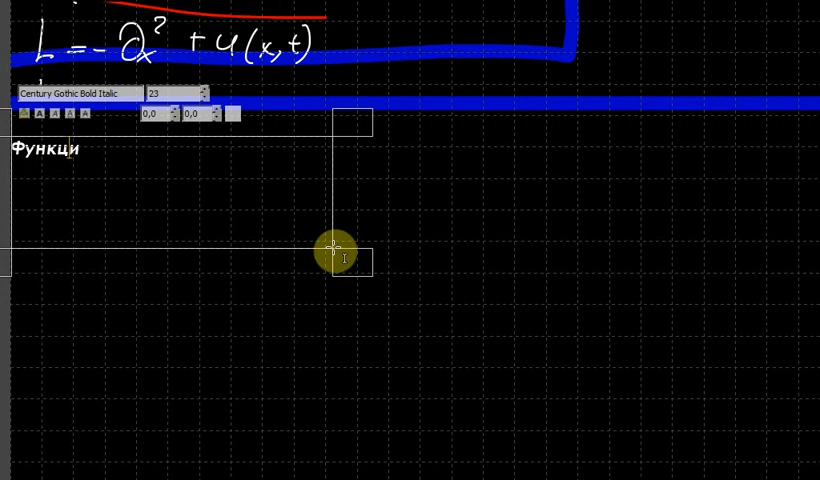 L = - ∂ₓ² + u(x,t)
Century Gothic Bold Italic 23
A A A A A 0,0 0,0
Функци